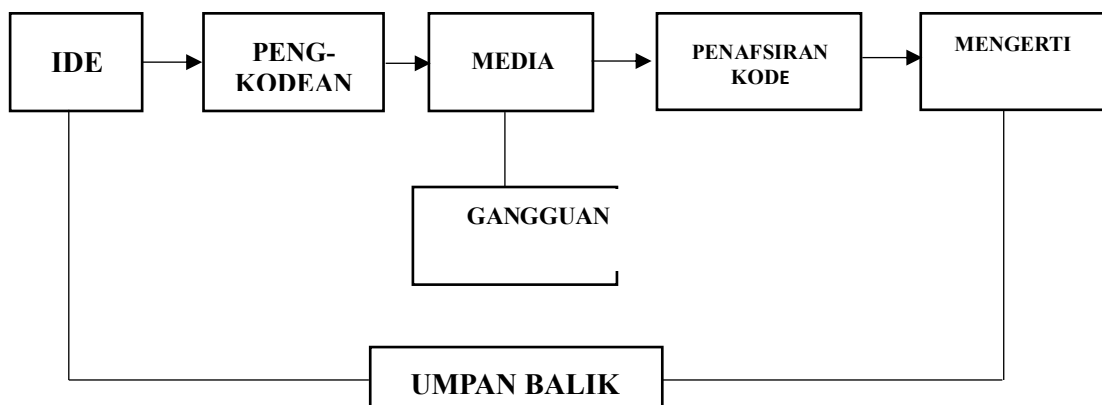 IDE
PENG-
KODEAN
MEDIA
PENAFSIRAN
KODE
MENGERTI
GANGGUAN
UMPAN BALIK